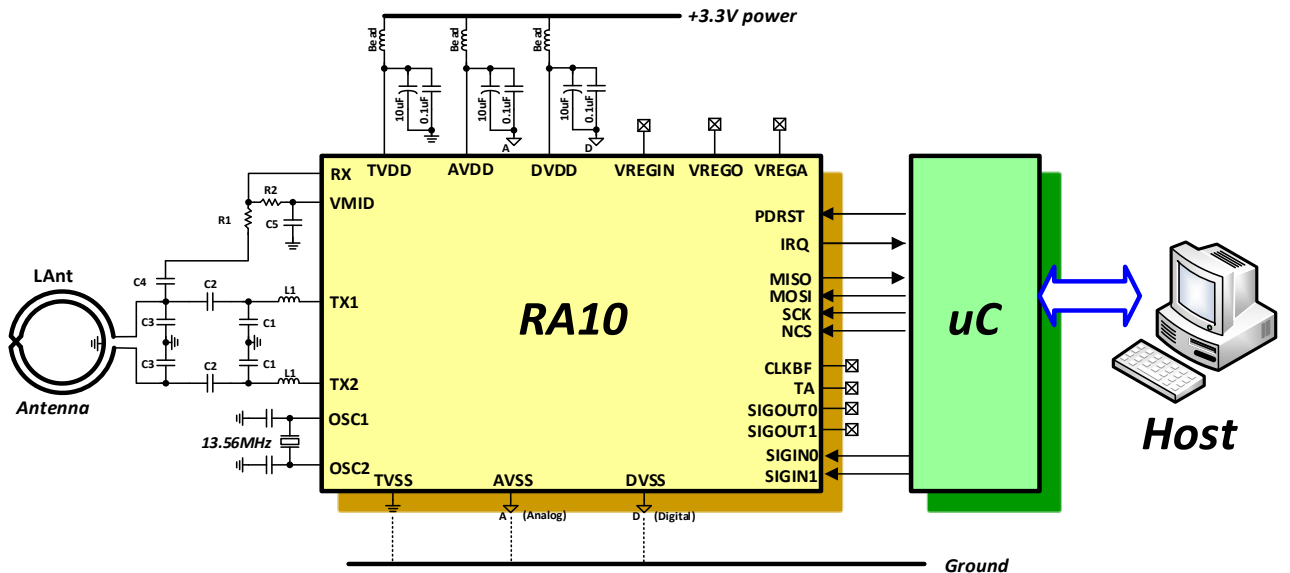 +3.3V power
Bead
Bead
Bead
10uF
0.1uF
10uF
0.1uF
10uF
0.1uF
A
D
RX
TVDD
AVDD
DVDD
VREGIN
VREGO
VREGA
R2
VMID
R1
C5
PDRST
IRQ
LAnt
C4
C2
L1
TX1
MISO
MOSI
SCK
NCS
RA10
uC
C3
C1
C3
C1
C2
L1
TX2
CLKBF
TA
SIGOUT0
SIGOUT1
Antenna
OSC1
13.56MHz
OSC2
SIGIN0
SIGIN1
Host
TVSS
AVSS
DVSS
A (Analog)
D (Digital)
Ground